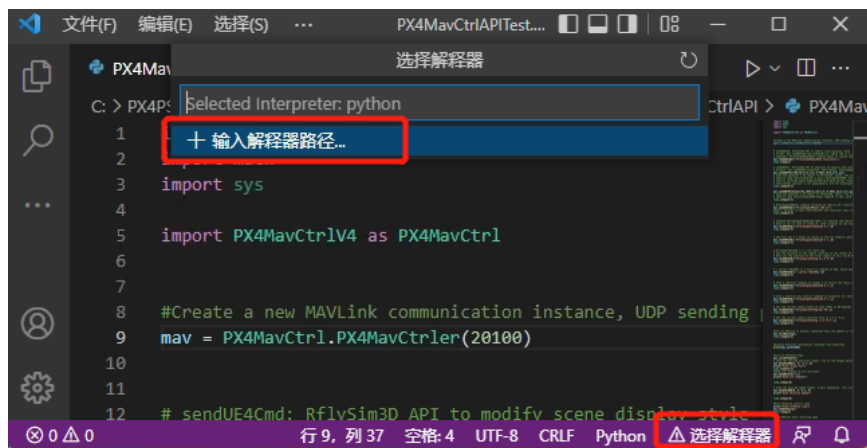 文件(F) 编辑(E) 选择(S) ··· PX4MavCtrlAPITest....
选择解释器
PX4Mav
Selected Interpreter: python
C: > PX4PS
CtrlAPI > PX4Mav
+ 输入解释器路径...
1
2
3 import sys
4
5 import PX4MavCtrlV4 as PX4MavCtrl
6
7
8 #Create a new MAVLink communication instance, UDP sending
9 mav = PX4MavCtrl.PX4MavCtrler(20100)
10
11
12 # sendUE4Cmd: RflySim3D API to modify scene display style
0 0 行 9, 列 37 空格: 4 UTF-8 CRLF Python 选择解释器